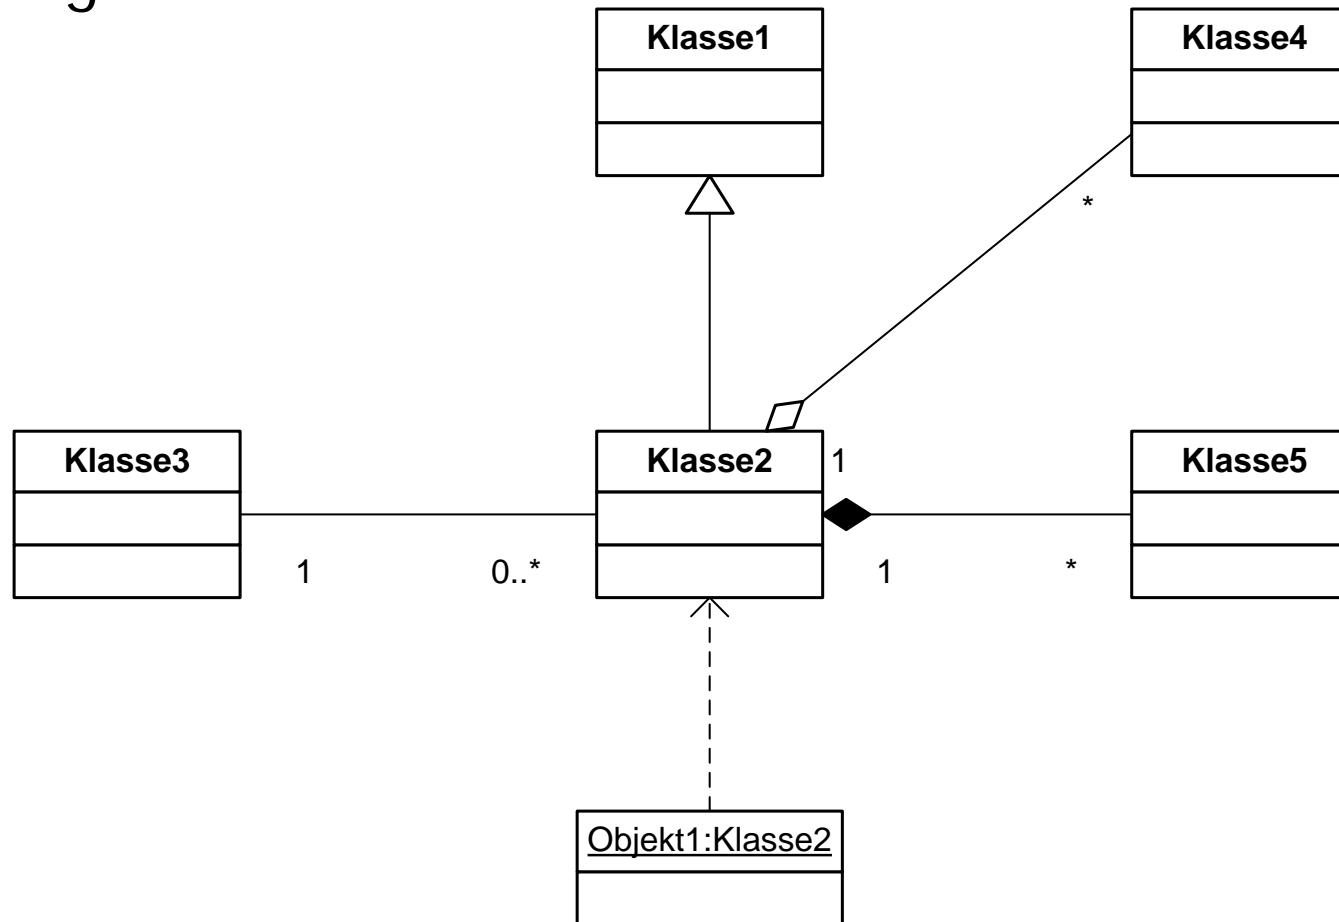 Klasse1
Klasse4
*
Klasse3
Klasse2
1
Klasse5
1
0..*
1
*
Objekt1:Klasse2